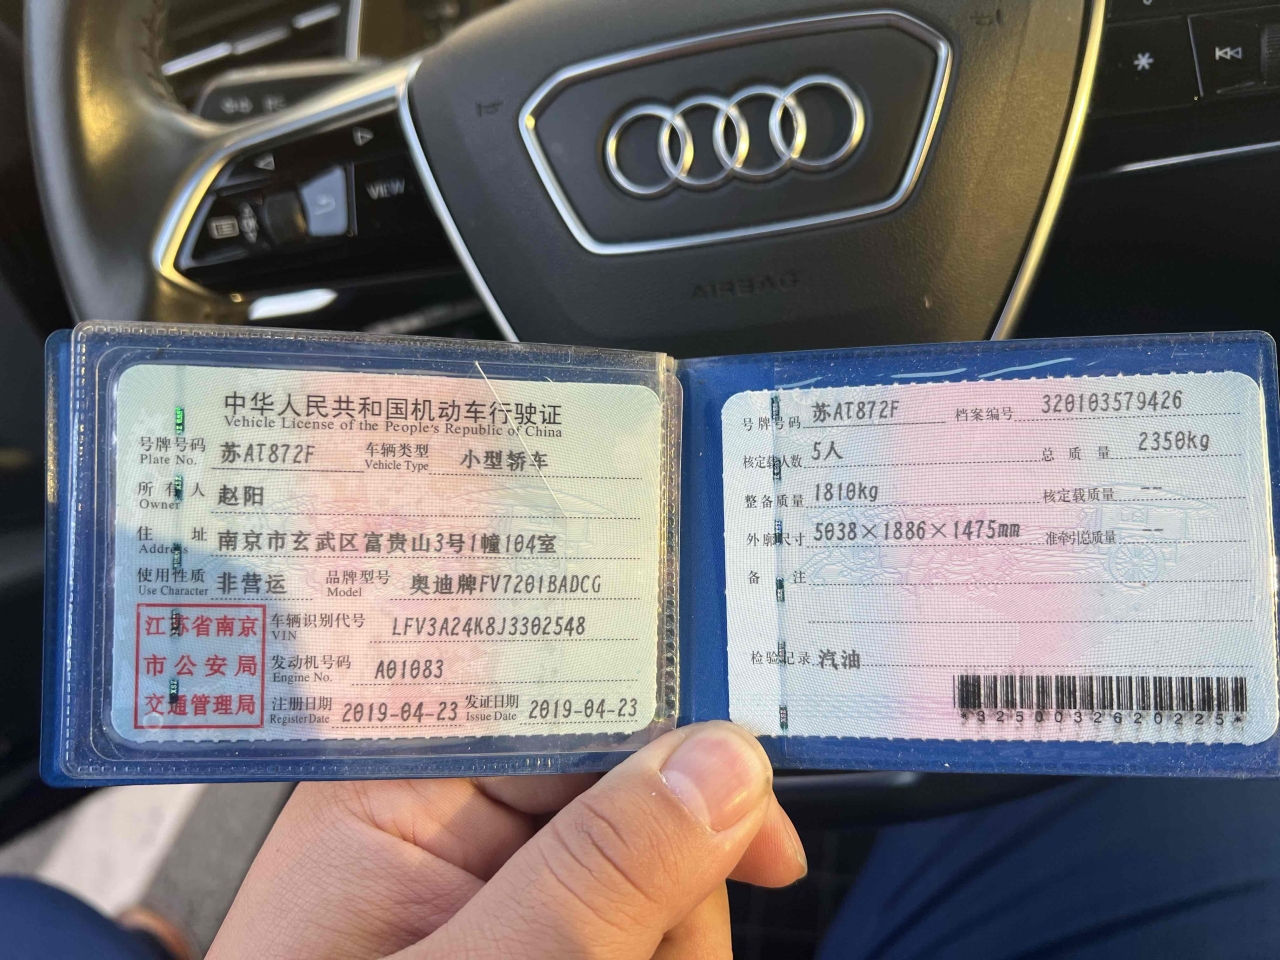 VIEW
AIRBAG
中华人民共和国机动车行驶证
Vehicle License of the People's Republic of China
号牌号码 苏AT872F 车辆类型 小型轿车
Plate No. Vehicle Type
所有人 赵阳
Owner
住址 南京市玄武区富贵山3号1幢104室
Address
使用性质 非营运 品牌型号 奥迪牌FV7201BADCG
Use Character Model
江苏省南京
市公安局
交通管理局
车辆识别代号 LFV3A24K8J3302548
VIN
发动机号码 A01083
Engine No.
注册日期 2019-04-23 发证日期 2019-04-23
Register Date Issue Date
号牌号码 苏AT872F 档案编号 320103579426
核定载人数 5人 总质量 2350kg
整备质量 1810kg 核定载质量 --
外廓尺寸 5038×1886×1475mm 准牵引总质量 --
备注
检验记录 汽油
*3250032620225*